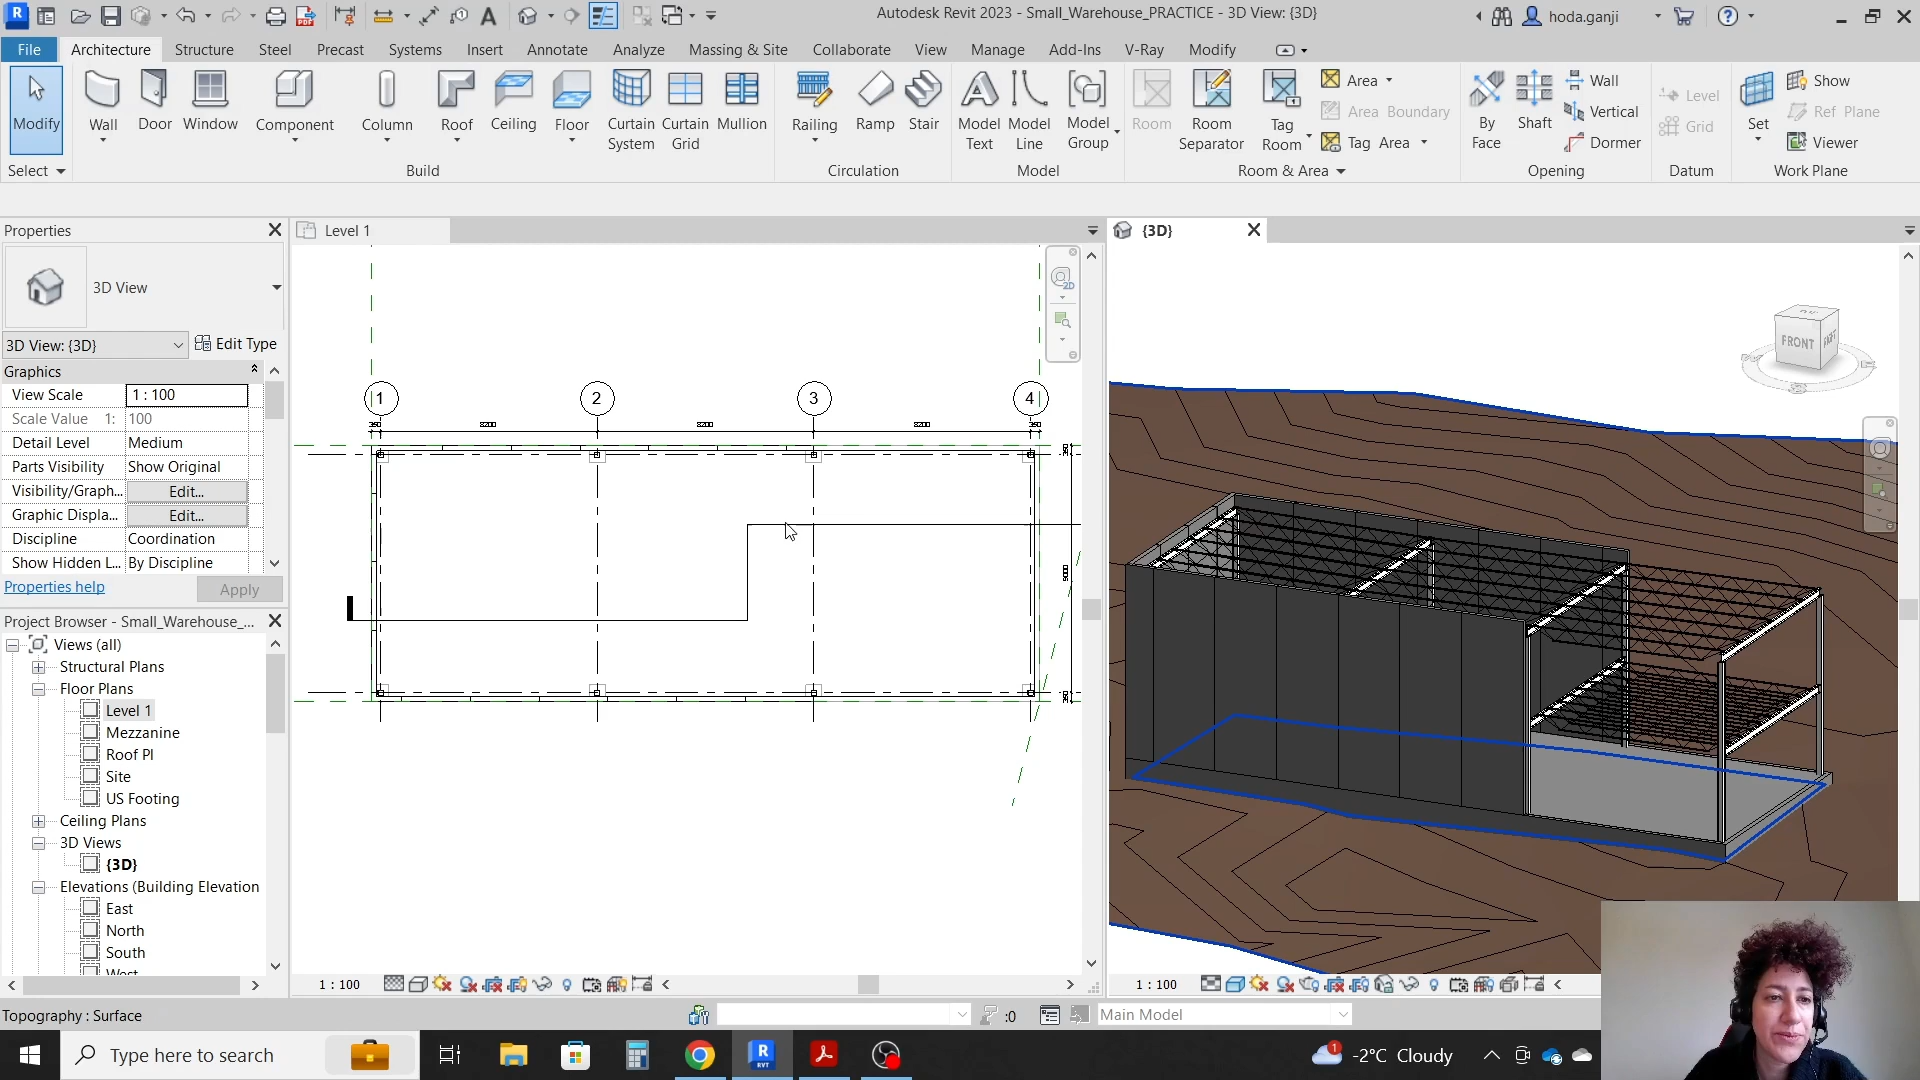 Autodesk Revit 2023 - Small_Warehouse_PRACTICE - 3D View: {3D}
hoda.ganji
File Architecture Structure Steel Precast Systems Insert Annotate Analyze Massing & Site Collaborate View Manage Add-Ins V-Ray Modify
Modify
Wall
Door
Window
Component
Column
Roof
Ceiling
Floor
Curtain System
Curtain Grid
Mullion
Railing
Ramp
Stair
Model Text
Model Line
Model Group
Room
Room Separator
Tag Room
Area
Area Boundary
Tag Area
By Face
Shaft
Wall
Vertical
Dormer
Level
Grid
Set
Show
Ref Plane
Viewer
Select
Build
Circulation
Model
Room & Area
Opening
Datum
Work Plane
Properties
3D View
3D View: {3D}
Edit Type
Graphics
View Scale 1 : 100
Scale Value 1: 100
Detail Level Medium
Parts Visibility Show Original
Visibility/Graph... Edit...
Graphic Displa... Edit...
Discipline Coordination
Show Hidden L... By Discipline
Properties help
Apply
Project Browser - Small_Warehouse_...
Views (all)
Structural Plans
Floor Plans
Level 1
Mezzanine
Roof Pl
Site
US Footing
Ceiling Plans
3D Views
{3D}
Elevations (Building Elevation
East
North
South
West
Level 1
2D
1 2 3 4
8200 8200 8200
1 : 100
{3D}
FRONT
1 : 100
Topography : Surface
:0
Main Model
Type here to search
R
RVT
1
-2°C Cloudy